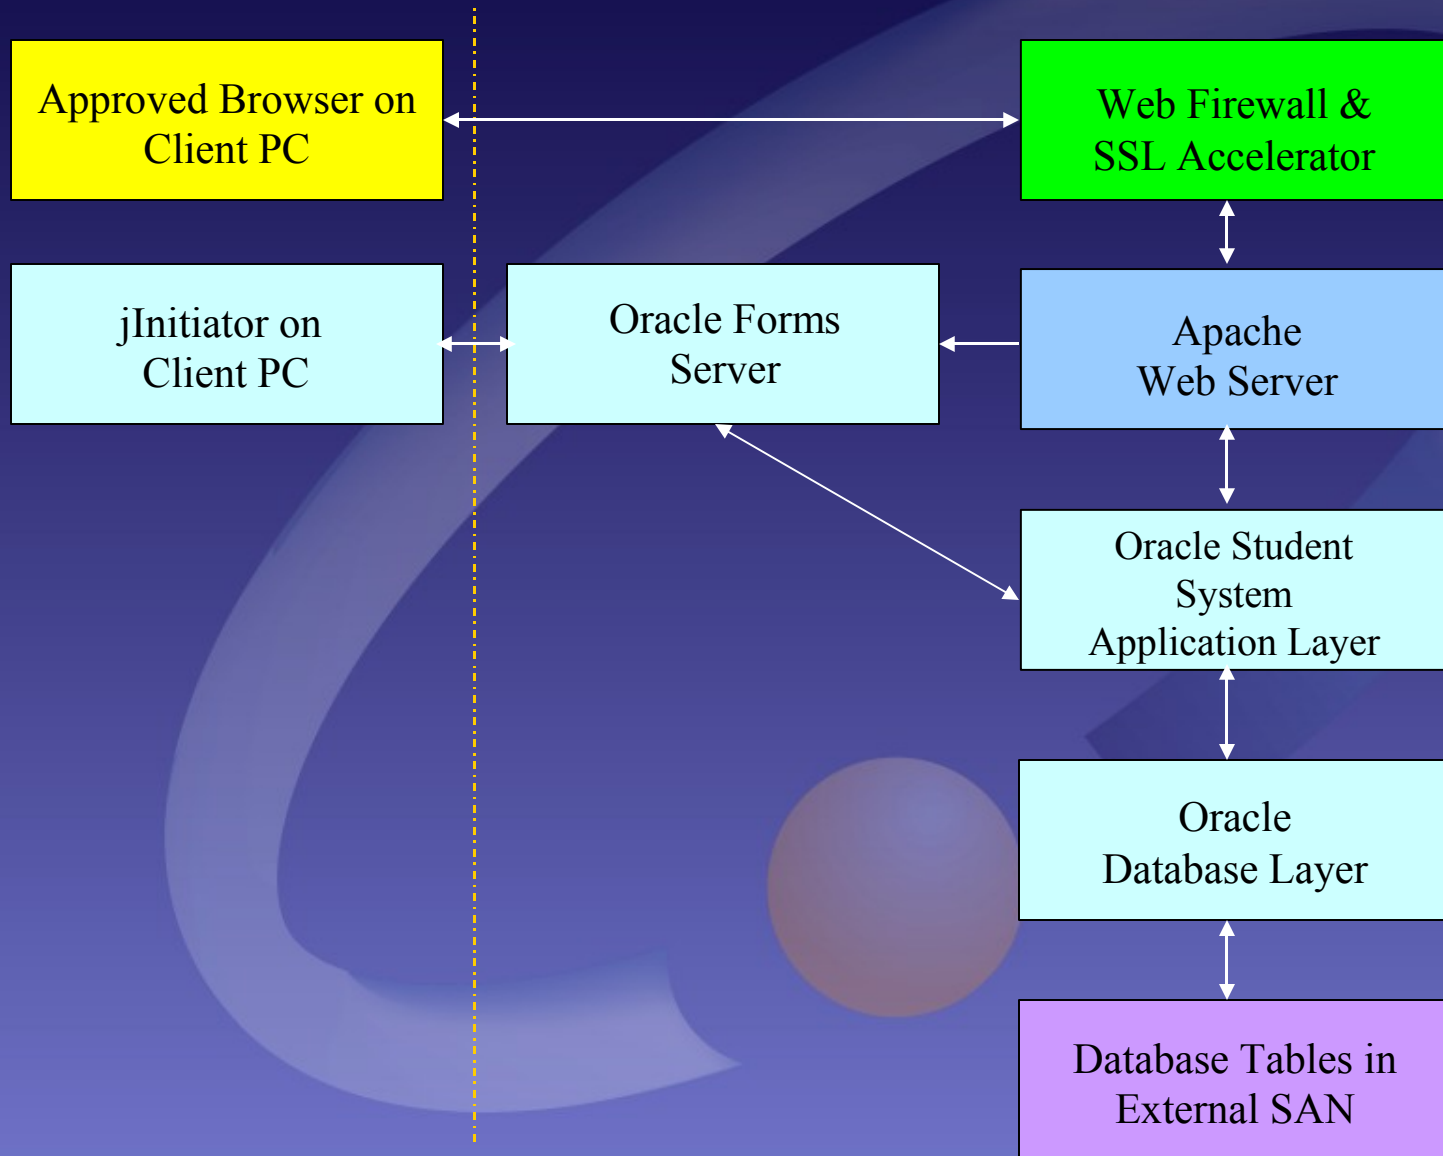 Approved Browser on
Client PC
Web Firewall &
SSL Accelerator
jInitiator on
Client PC
Oracle Forms
Server
Apache
Web Server
Oracle Student
System
Application Layer
Oracle
Database Layer
Database Tables in
External SAN